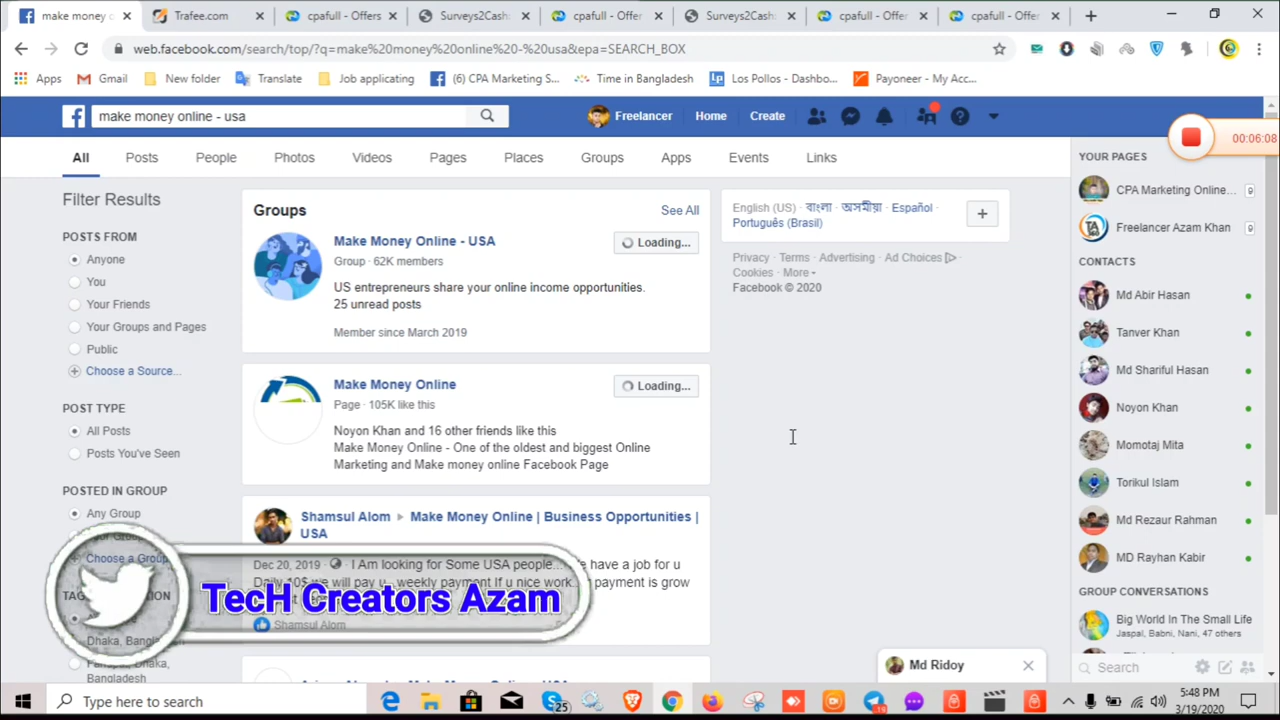 make money c
Trafee.com
cpafull - Offers
Surveys2Cash
cpafull - Offer
Surveys2Cash
cpafull - Offer
cpafull - Offer
web.facebook.com/search/top/?q=make%20money%20online%20-%20usa&epa=SEARCH_BOX
Apps
Gmail
New folder
Translate
Job applicating
(6) CPA Marketing S...
Time in Bangladesh
Los Pollos - Dashbo...
Payoneer - My Acc...
make money online - usa
Freelancer
Home
Create
00:06:08
All
Posts
People
Photos
Videos
Pages
Places
Groups
Apps
Events
Links
Filter Results
POSTS FROM
Anyone
You
Your Friends
Your Groups and Pages
Public
Choose a Source...
POST TYPE
All Posts
Posts You've Seen
POSTED IN GROUP
Any Group
Choose a Group
Dhaka, Bangla
Dhaka,
Bangladesh
Groups
See All
Make Money Online - USA
Loading...
Group · 62K members
US entrepreneurs share your online income opportunities.
25 unread posts
Member since March 2019
Make Money Online
Loading...
Page · 105K like this
Noyon Khan and 16 other friends like this
Make Money Online - One of the oldest and biggest Online
Marketing and Make money online Facebook Page
Shamsul Alom ▸ Make Money Online | Business Opportunities |
USA
Dec 20, 2019 · I Am looking for Some USA people... we have a job for u
Daily 10$ we will pay u.. weekly payment If u nice work.. payment is grow
Shamsul Alom
TecH Creators Azam
English (US) · বাংলা · অসমীয়া · Español ·
Português (Brasil)
Privacy · Terms · Advertising · Ad Choices ·
Cookies · More
Facebook © 2020
YOUR PAGES
CPA Marketing Online... 9
Freelancer Azam Khan 9
CONTACTS
Md Abir Hasan
Tanver Khan
Md Shariful Hasan
Noyon Khan
Momotaj Mita
Torikul Islam
Md Rezaur Rahman
MD Rayhan Kabir
GROUP CONVERSATIONS
Big World In The Small Life
Jaspal, Babni, Nani, 47 others
Search
Md Ridoy
Type here to search
25
5:48 PM
3/19/2020